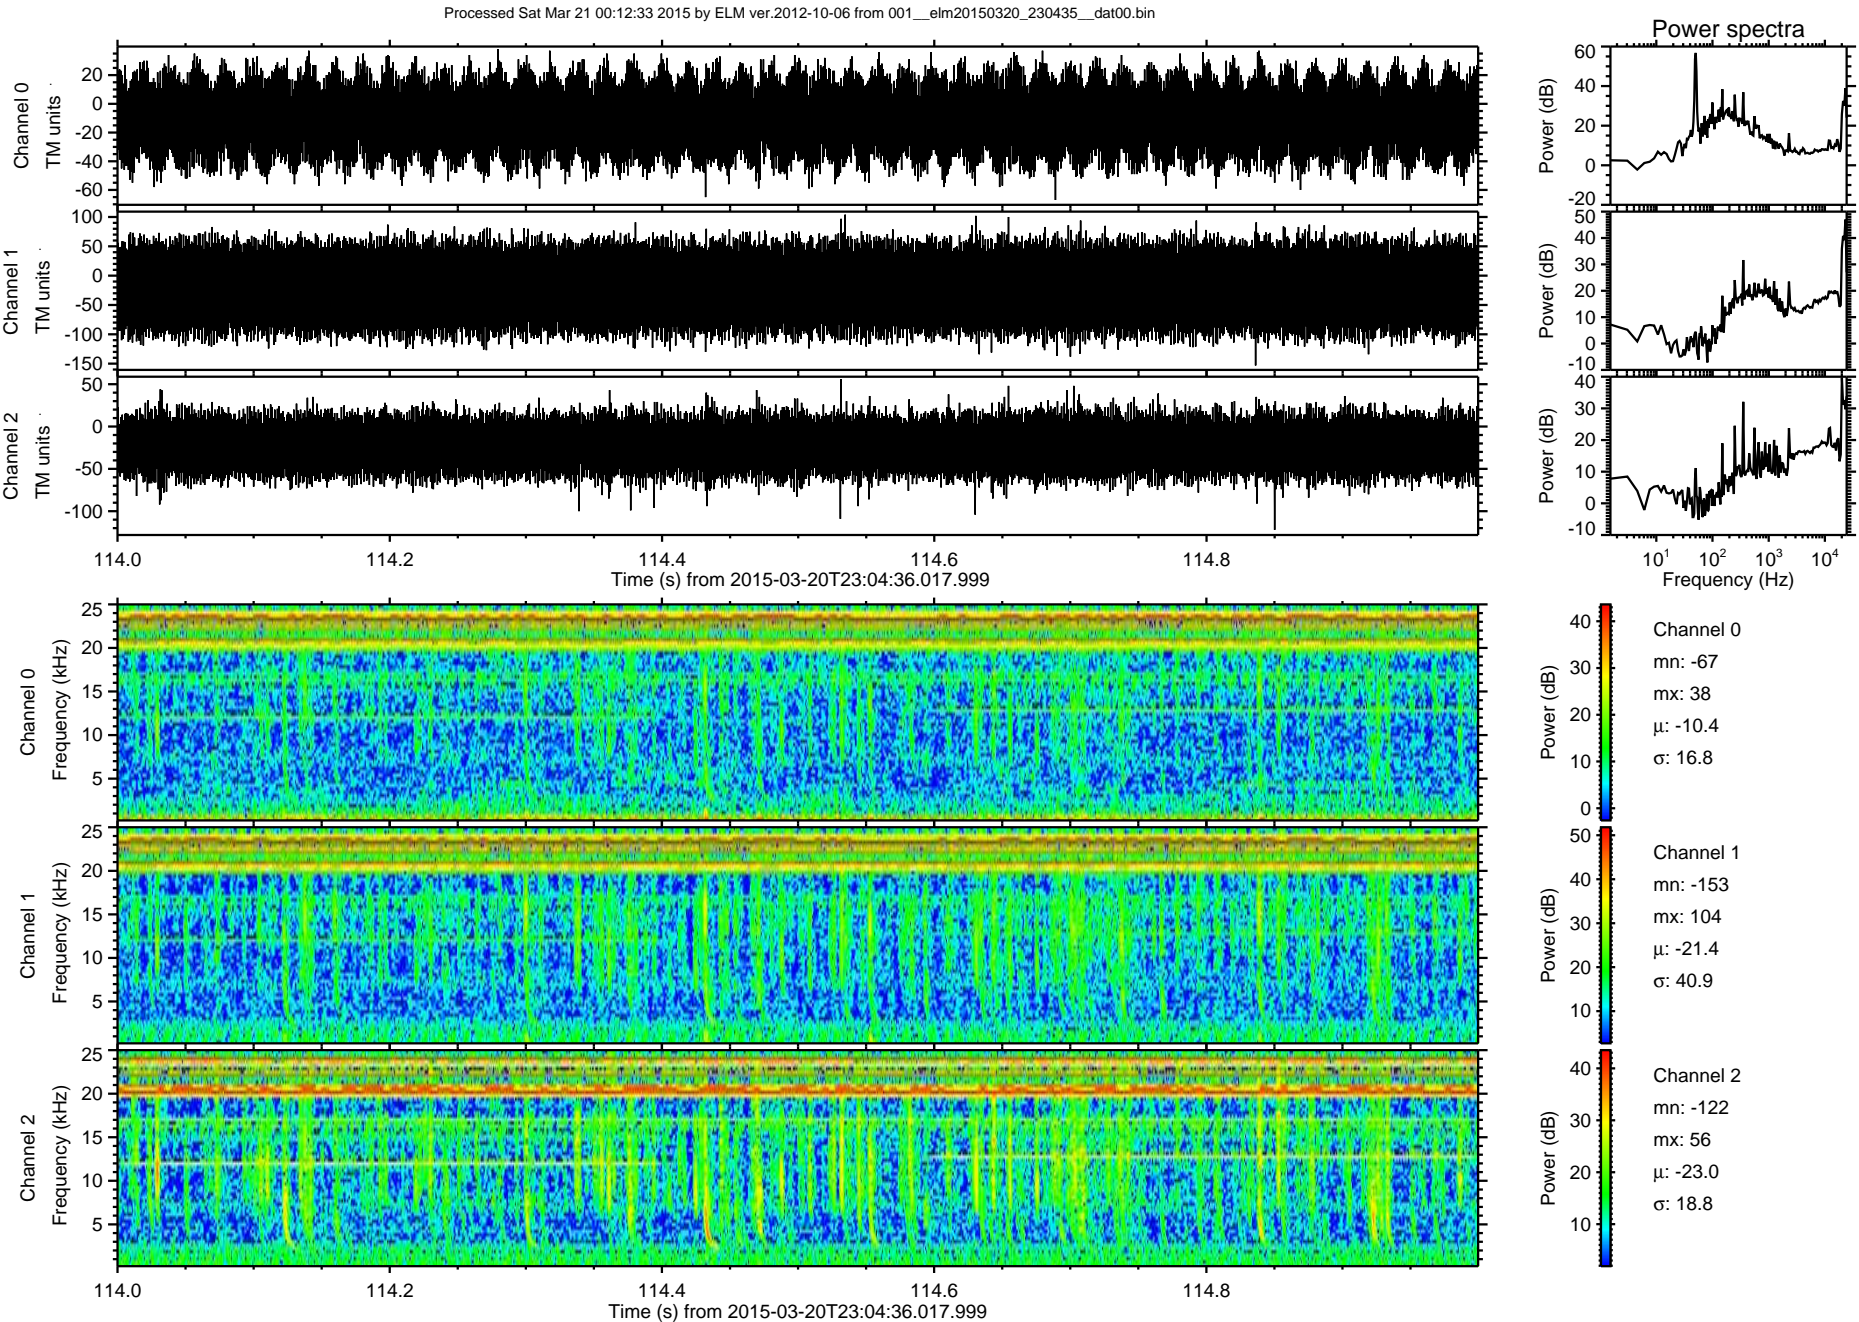 Processed Sat Mar 21 00:12:33 2015 by ELM ver.2012-10-06 from 001__elm20150320_230435__dat00.bin
Power spectra
Channel 0
TM units
20
0
-20
-40
-60
Power (dB)
60
40
20
0
-20
Channel 1
TM units
100
50
0
-50
-100
-150
Power (dB)
50
40
30
20
10
0
-10
Channel 2
TM units
50
0
-50
-100
Power (dB)
40
30
20
10
0
-10
114.0 114.2 114.4 114.6 114.8
Time (s) from 2015-03-20T23:04:36.017.999
10^1 10^2 10^3 10^4
Frequency (Hz)
Channel 0
Frequency (kHz)
25
20
15
10
5
Power (dB)
40
30
20
10
0
Channel 0
mn: -67
mx: 38
μ: -10.4
σ: 16.8
Channel 1
Frequency (kHz)
25
20
15
10
5
Power (dB)
50
40
30
20
10
Channel 1
mn: -153
mx: 104
μ: -21.4
σ: 40.9
Channel 2
Frequency (kHz)
25
20
15
10
5
Power (dB)
40
30
20
10
Channel 2
mn: -122
mx: 56
μ: -23.0
σ: 18.8
114.0 114.2 114.4 114.6 114.8
Time (s) from 2015-03-20T23:04:36.017.999